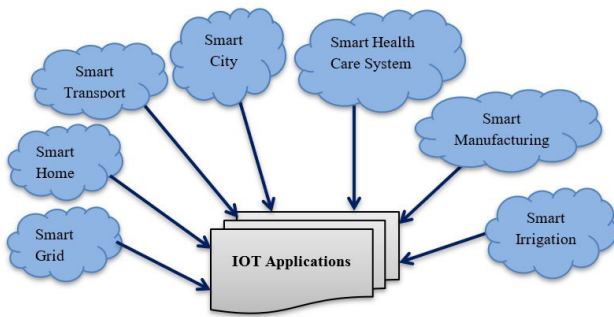 Smart
City
Smart Health
Care System
Smart
Transport
Smart
Manufacturing
Smart
Home
Smart
Grid
Smart
Irrigation
IOT Applications